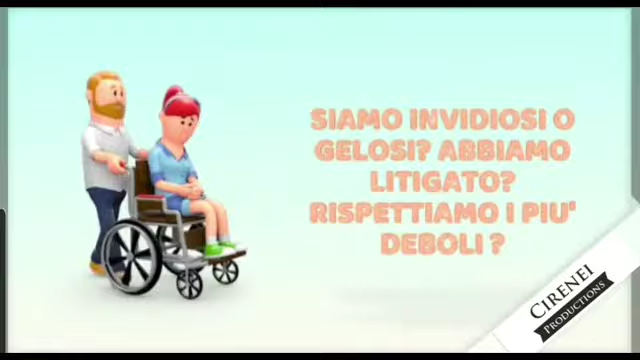 SIAMO INVIDIOSI O
GELOSI? ABBIAMO
LITIGATO?
RISPETTIAMO I PIU'
DEBOLI ?
CIRENEI
PRODUCTIONS